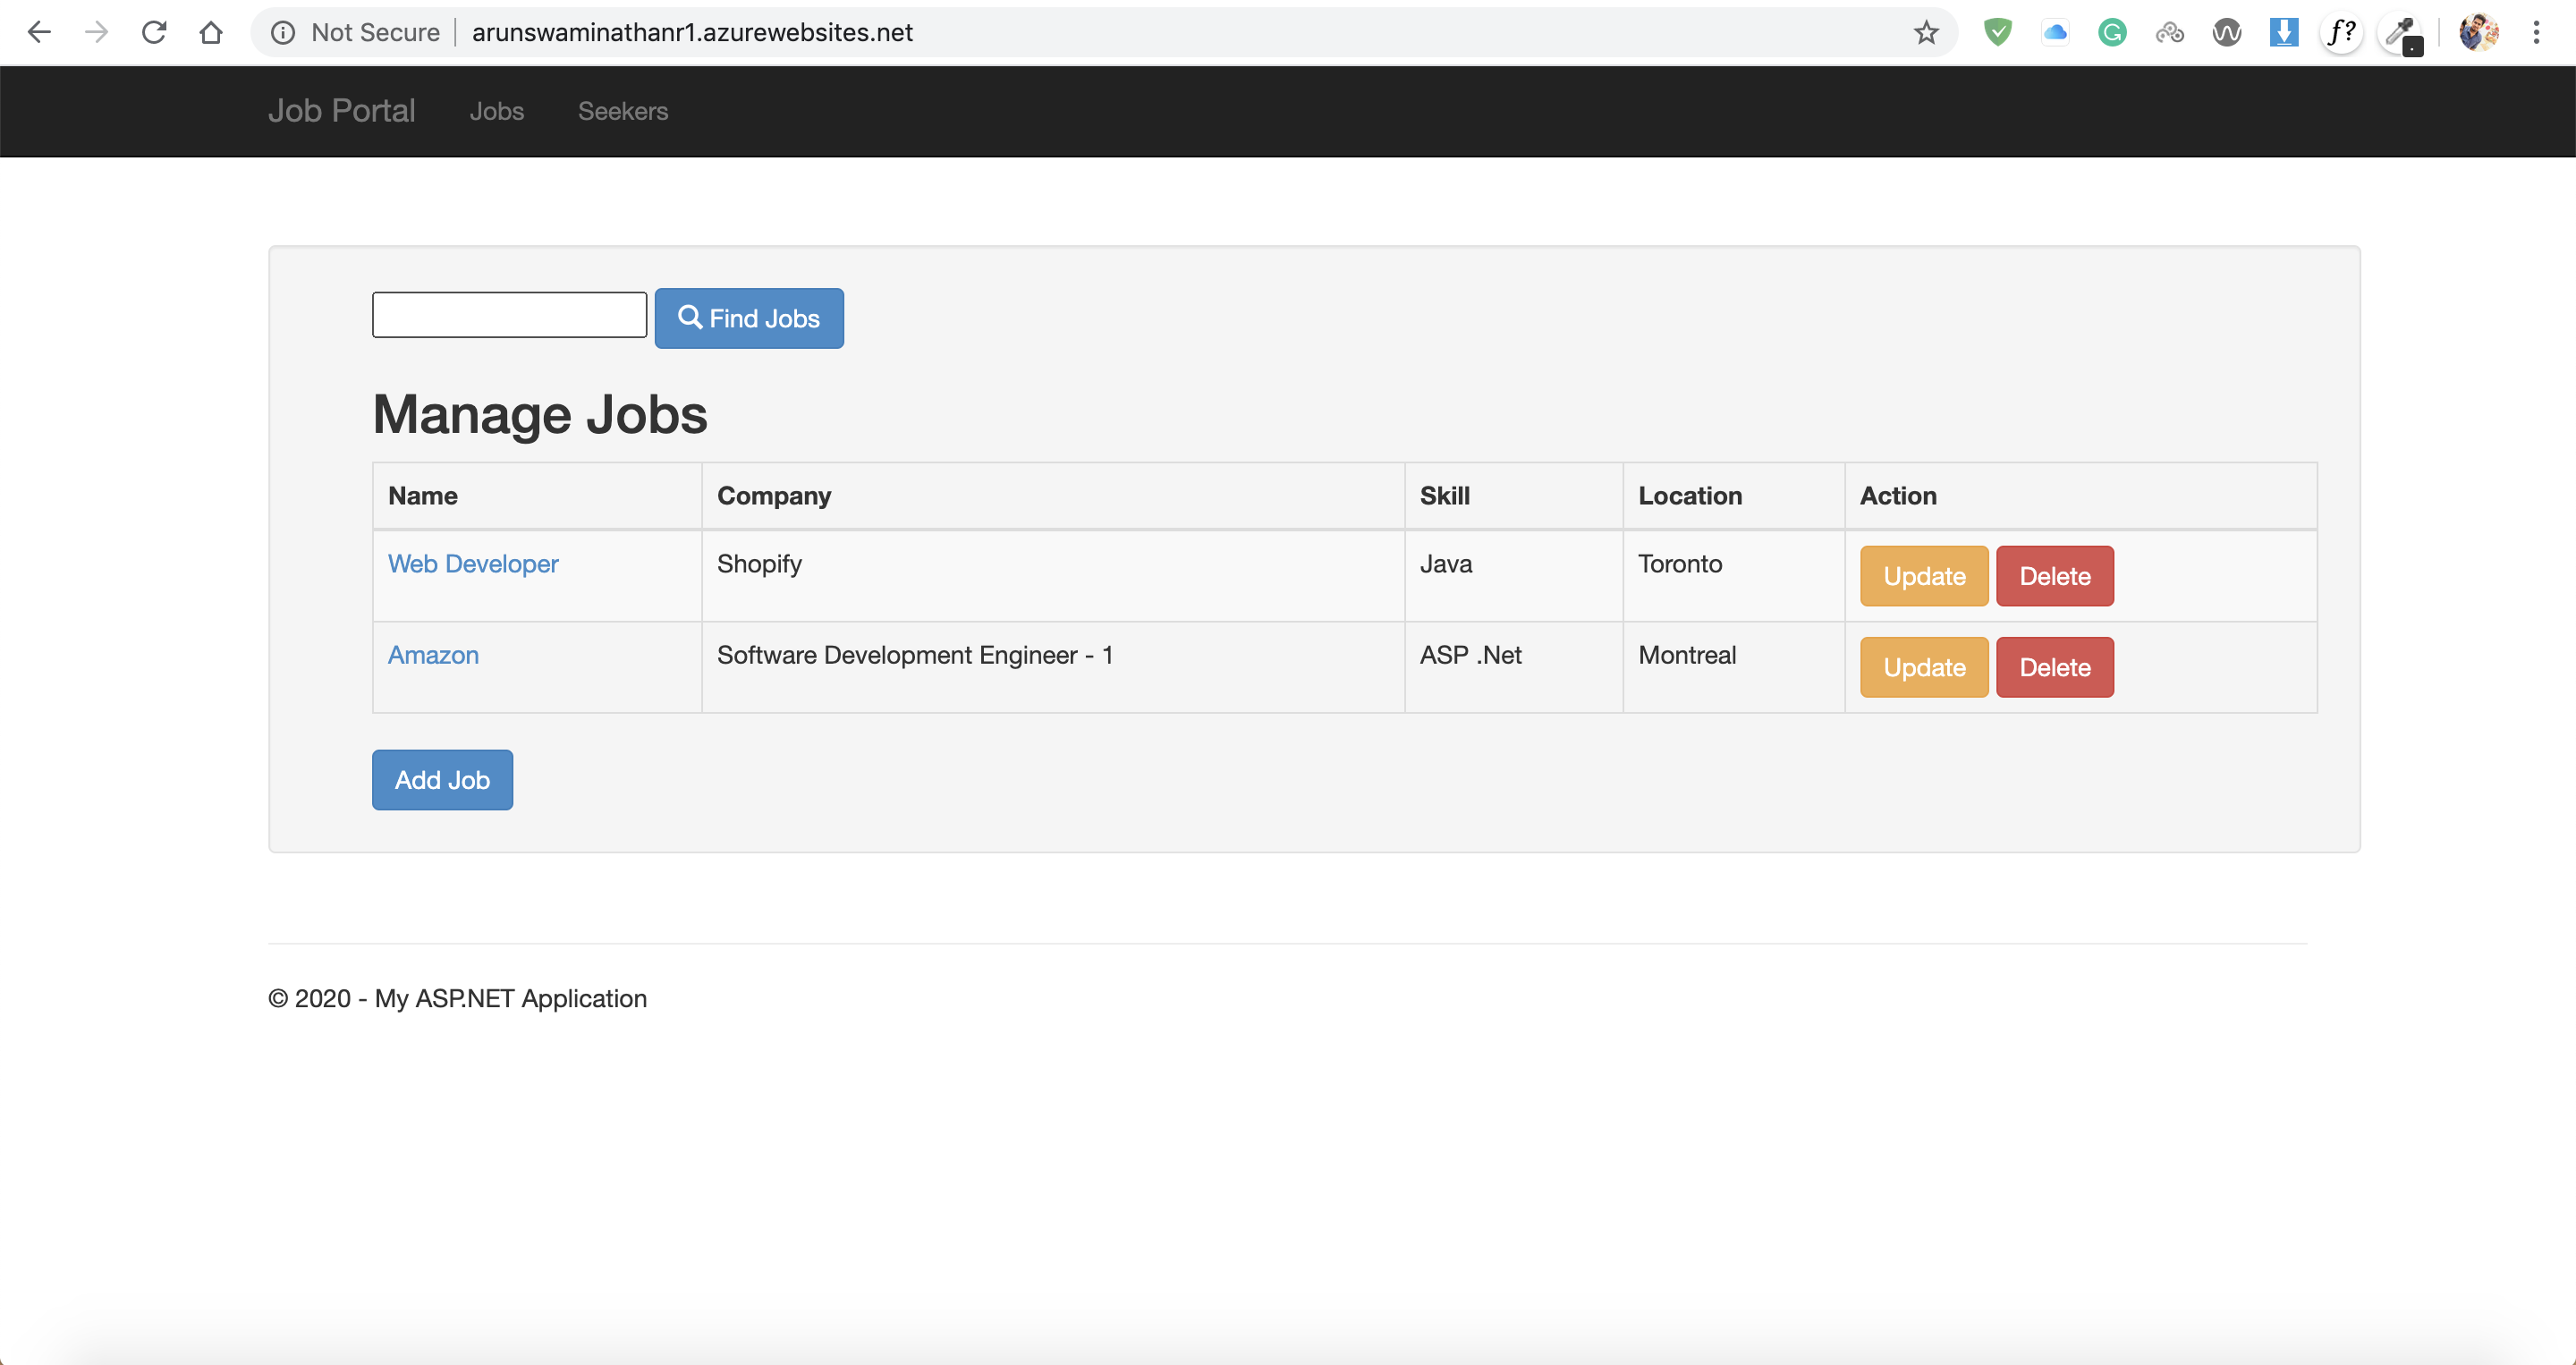 Not Secure | arunswaminathanr1.azurewebsites.net
f?
Job Portal Jobs Seekers
Find Jobs
Manage Jobs
Name Company Skill Location Action
Web Developer Shopify Java Toronto Update Delete
Amazon Software Development Engineer - 1 ASP .Net Montreal Update Delete
Add Job
© 2020 - My ASP.NET Application